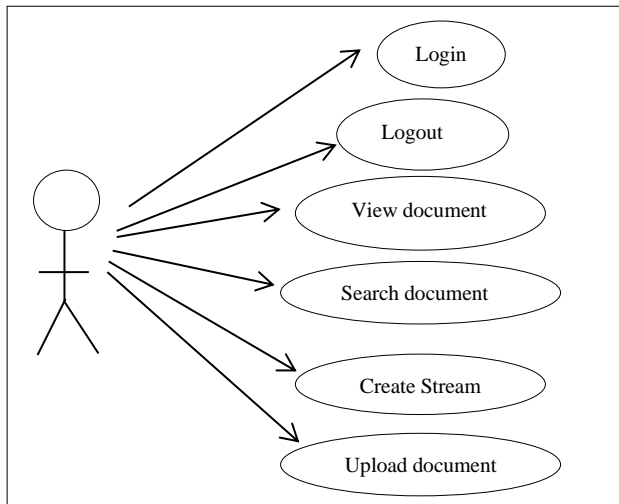 Login
Logout
View document
Search document
Create Stream
Upload document